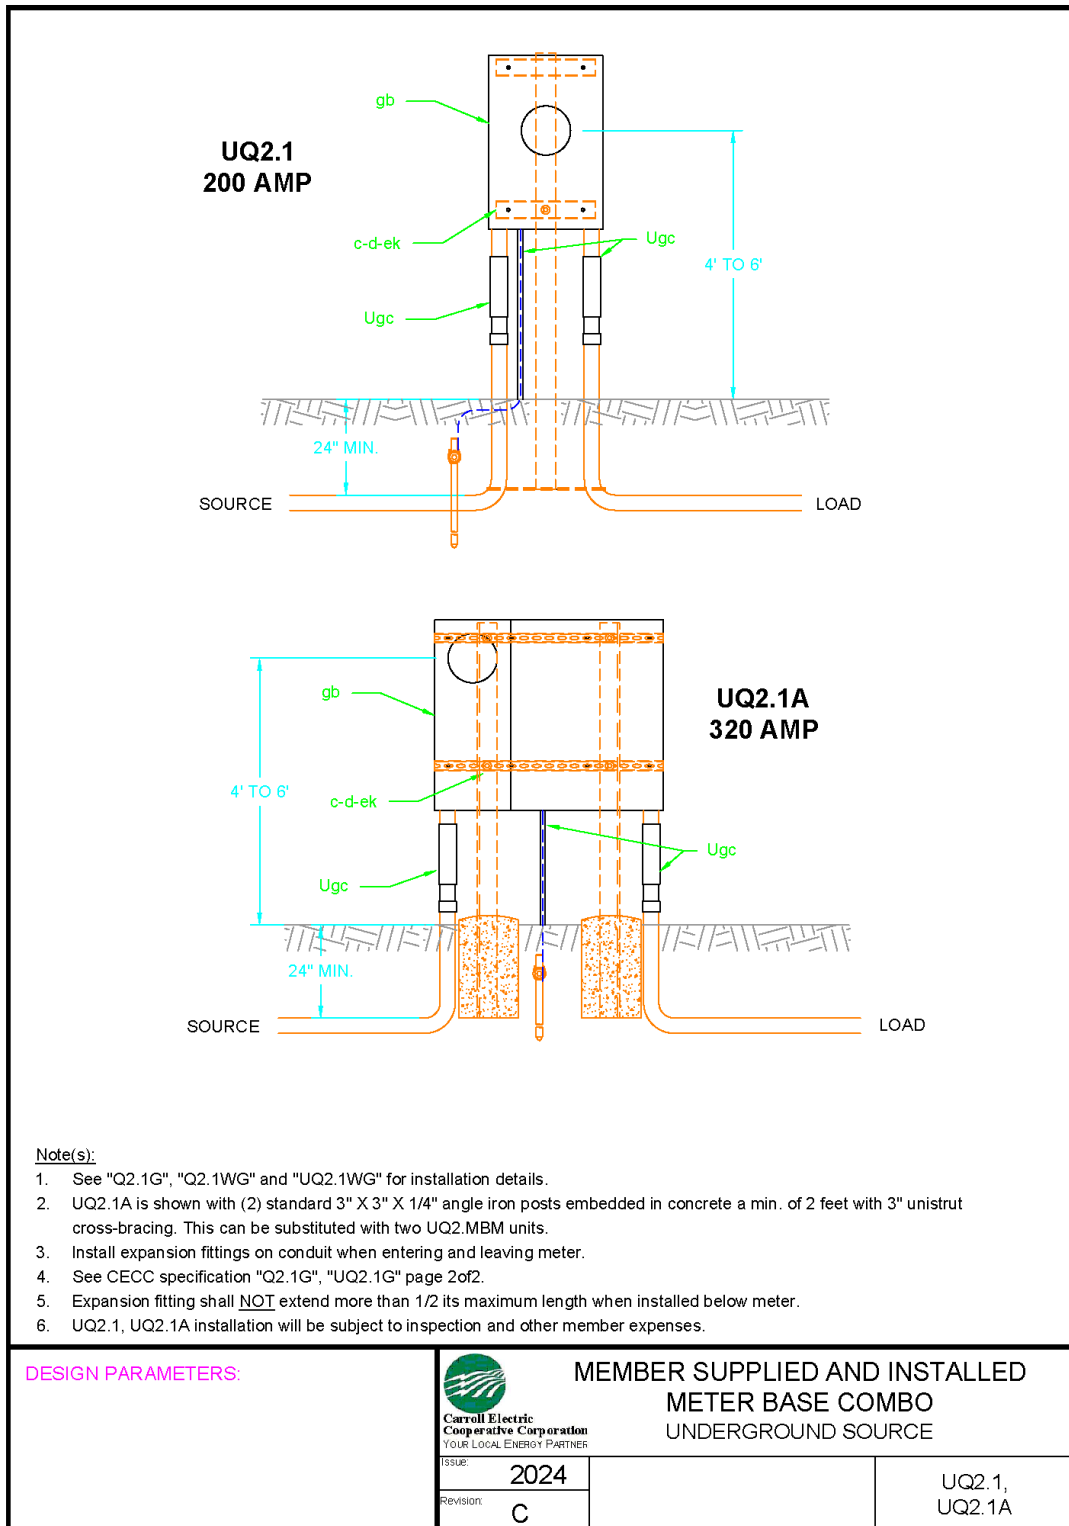 gb
UQ2.1
200 AMP
c-d-ek
Ugc
4' TO 6'
Ugc
24" MIN.
SOURCE
LOAD
gb
UQ2.1A
320 AMP
4' TO 6'
c-d-ek
Ugc
Ugc
24" MIN.
SOURCE
LOAD
Note(s):
1. See "Q2.1G", "Q2.1WG" and "UQ2.1WG" for installation details.
2. UQ2.1A is shown with (2) standard 3" X 3" X 1/4" angle iron posts embedded in concrete a min. of 2 feet with 3" unistrut
cross-bracing. This can be substituted with two UQ2.MBM units.
3. Install expansion fittings on conduit when entering and leaving meter.
4. See CECC specification "Q2.1G", "UQ2.1G" page 2of2.
5. Expansion fitting shall NOT extend more than 1/2 its maximum length when installed below meter.
6. UQ2.1, UQ2.1A installation will be subject to inspection and other member expenses.
DESIGN PARAMETERS:
Carroll Electric
Cooperative Corporation
YOUR LOCAL ENERGY PARTNER
MEMBER SUPPLIED AND INSTALLED
METER BASE COMBO
UNDERGROUND SOURCE
Issue:
2024
Revision:
C
UQ2.1,
UQ2.1A